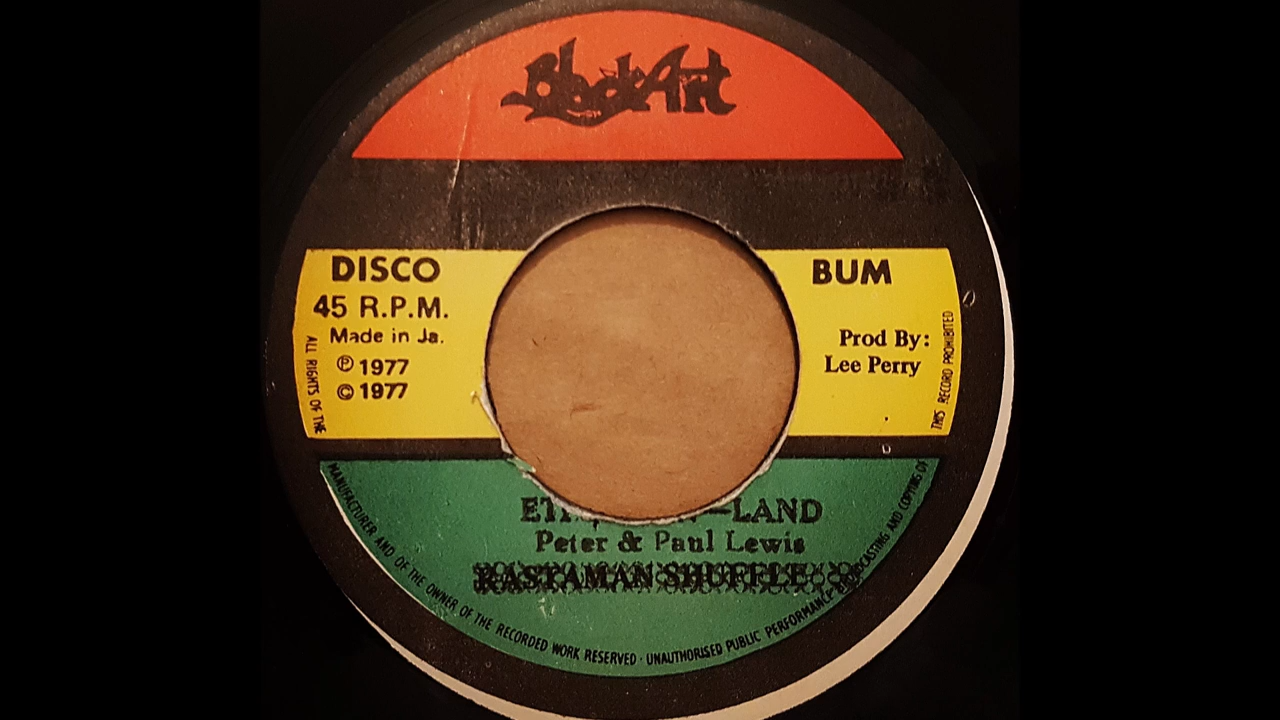 BlackArt
DISCO
BUM
45 R.P.M.
Made in Ja.
℗ 1977
© 1977
Prod By:
Lee Perry
LAND
Peter & Paul Lewis
RASTAMAN SHUFFLE
ALL RIGHTS OF THE MANUFACTURER AND OF THE OWNER OF THE RECORDED WORK RESERVED · UNAUTHORISED PUBLIC PERFORMANCE BROADCASTING AND COPYING OF THIS RECORD PROHIBITED